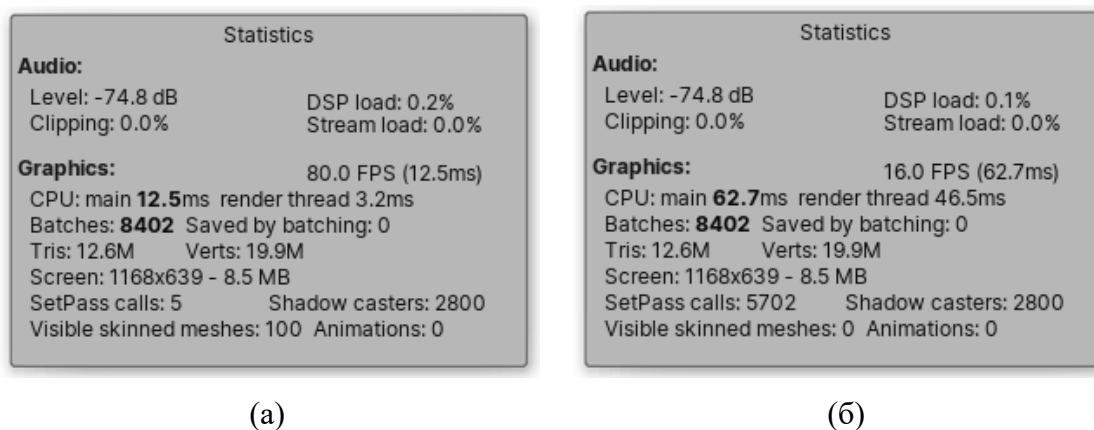 Statistics
Audio:
Level: -74.8 dB DSP load: 0.2%
Clipping: 0.0% Stream load: 0.0%
Graphics: 80.0 FPS (12.5ms)
CPU: main 12.5ms render thread 3.2ms
Batches: 8402 Saved by batching: 0
Tris: 12.6M Verts: 19.9M
Screen: 1168x639 - 8.5 MB
SetPass calls: 5 Shadow casters: 2800
Visible skinned meshes: 100 Animations: 0
(а)
Statistics
Audio:
Level: -74.8 dB DSP load: 0.1%
Clipping: 0.0% Stream load: 0.0%
Graphics: 16.0 FPS (62.7ms)
CPU: main 62.7ms render thread 46.5ms
Batches: 8402 Saved by batching: 0
Tris: 12.6M Verts: 19.9M
Screen: 1168x639 - 8.5 MB
SetPass calls: 5702 Shadow casters: 2800
Visible skinned meshes: 0 Animations: 0
(б)